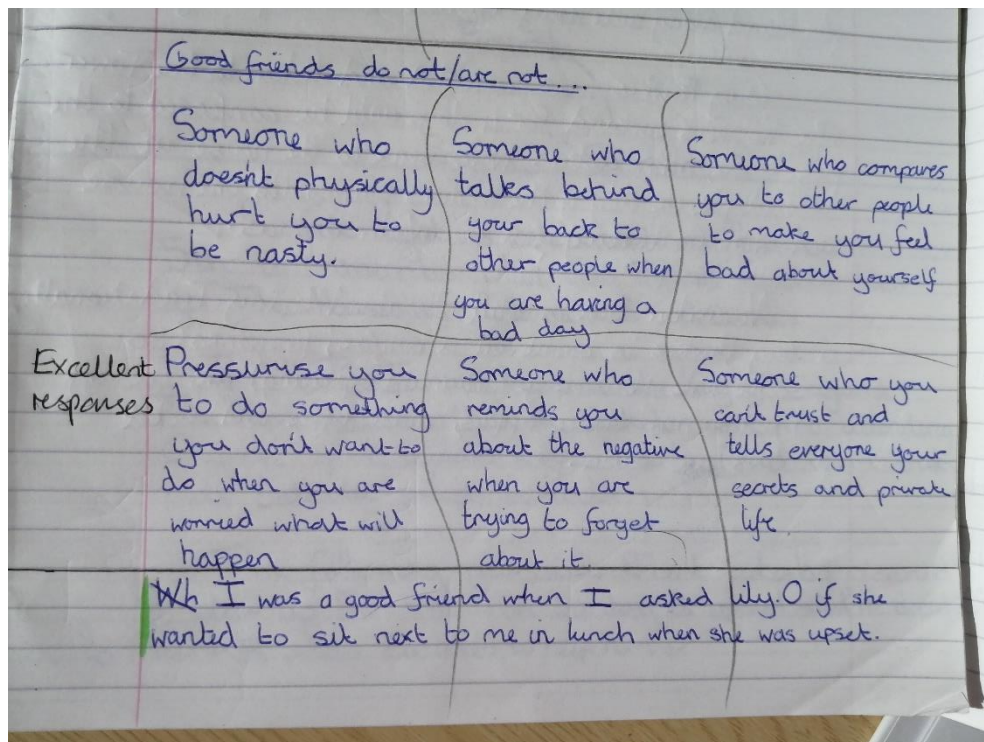 Good friends do not/are not...
Someone who
doesn't physically
hurt you to
be nasty.
Someone who
talks behind
your back to
other people when
you are having a
bad day
Someone who compares
you to other people
to make you feel
bad about yourself
Excellent
responses
Pressurise you
to do something
you don't want to
do when you are
worried what will
happen
Someone who
reminds you
about the negative
when you are
trying to forget
about it.
Someone who you
can't trust and
tells everyone your
secrets and private
life.
I was a good friend when I asked lily.O if she
wanted to sit next to me in lunch when she was upset.